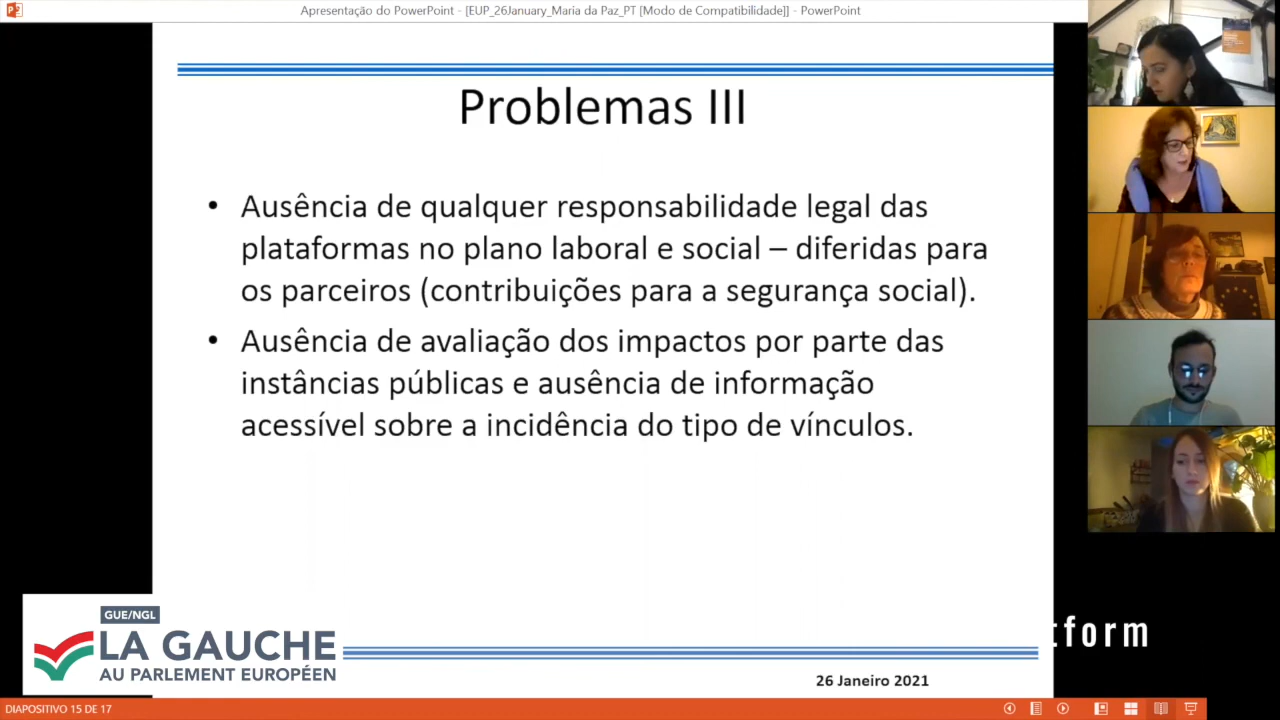 Apresentação do PowerPoint - [EUP_26January_Maria da Paz_PT [Modo de Compatibilidade]] - PowerPoint
Problemas III
• Ausência de qualquer responsabilidade legal das
plataformas no plano laboral e social – diferidas para
os parceiros (contribuições para a segurança social).
• Ausência de avaliação dos impactos por parte das
instâncias públicas e ausência de informação
acessível sobre a incidência do tipo de vínculos.
tform
GUE/NGL
LA GAUCHE
AU PARLEMENT EUROPÉEN
26 Janeiro 2021
DIAPOSITIVO 15 DE 17